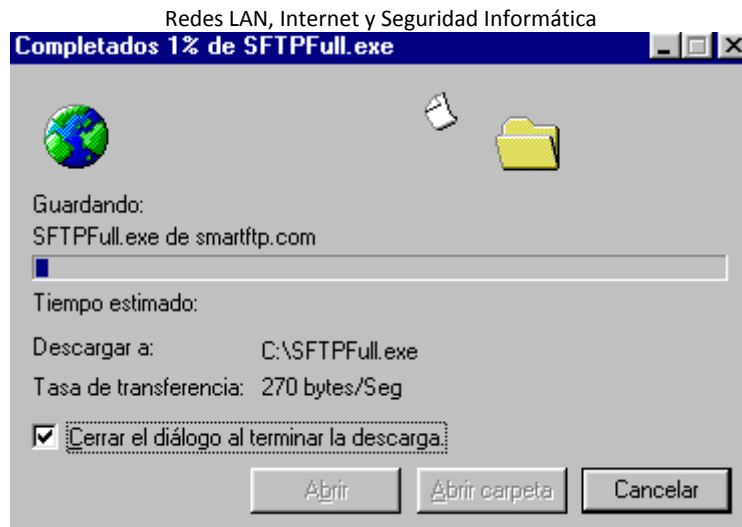 Redes LAN, Internet y Seguridad Informática
Completados 1% de SFTPFull.exe
Guardando:
SFTPFull.exe de smartftp.com
Tiempo estimado:
Descargar a: C:\SFTPFull.exe
Tasa de transferencia: 270 bytes/Seg
Cerrar el diálogo al terminar la descarga.
Abrir Abrir carpeta Cancelar